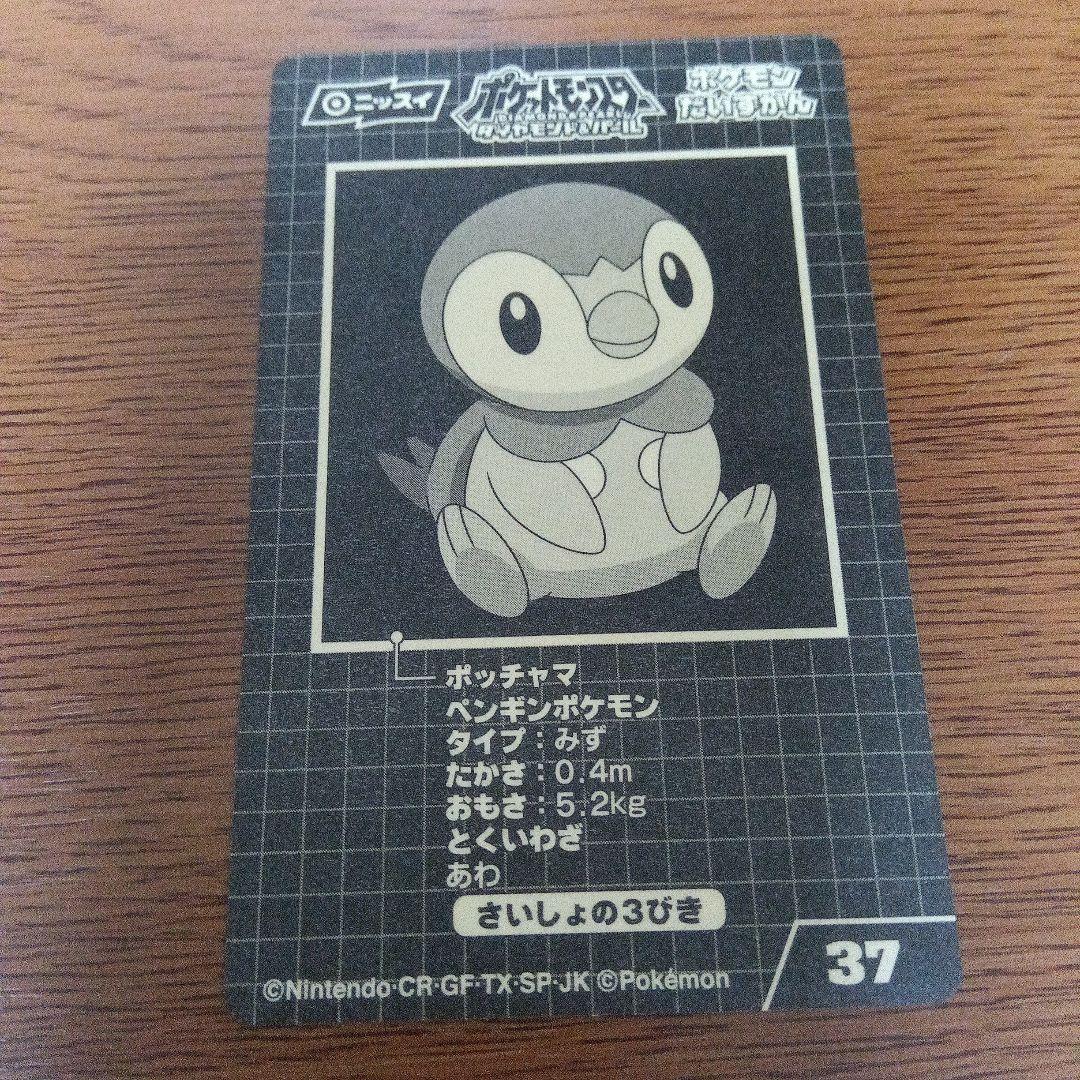 ニッスイ
ポケットモンスター
DIAMOND&PEARL
ダイヤモンド&パール
ポケモン
だいずかん
ポッチャマ
ペンギンポケモン
タイプ：みず
たかさ：0.4m
おもさ：5.2kg
とくいわざ
あわ
さいしょの3びき
©Nintendo·CR·GF·TX·SP·JK ©Pokémon
37